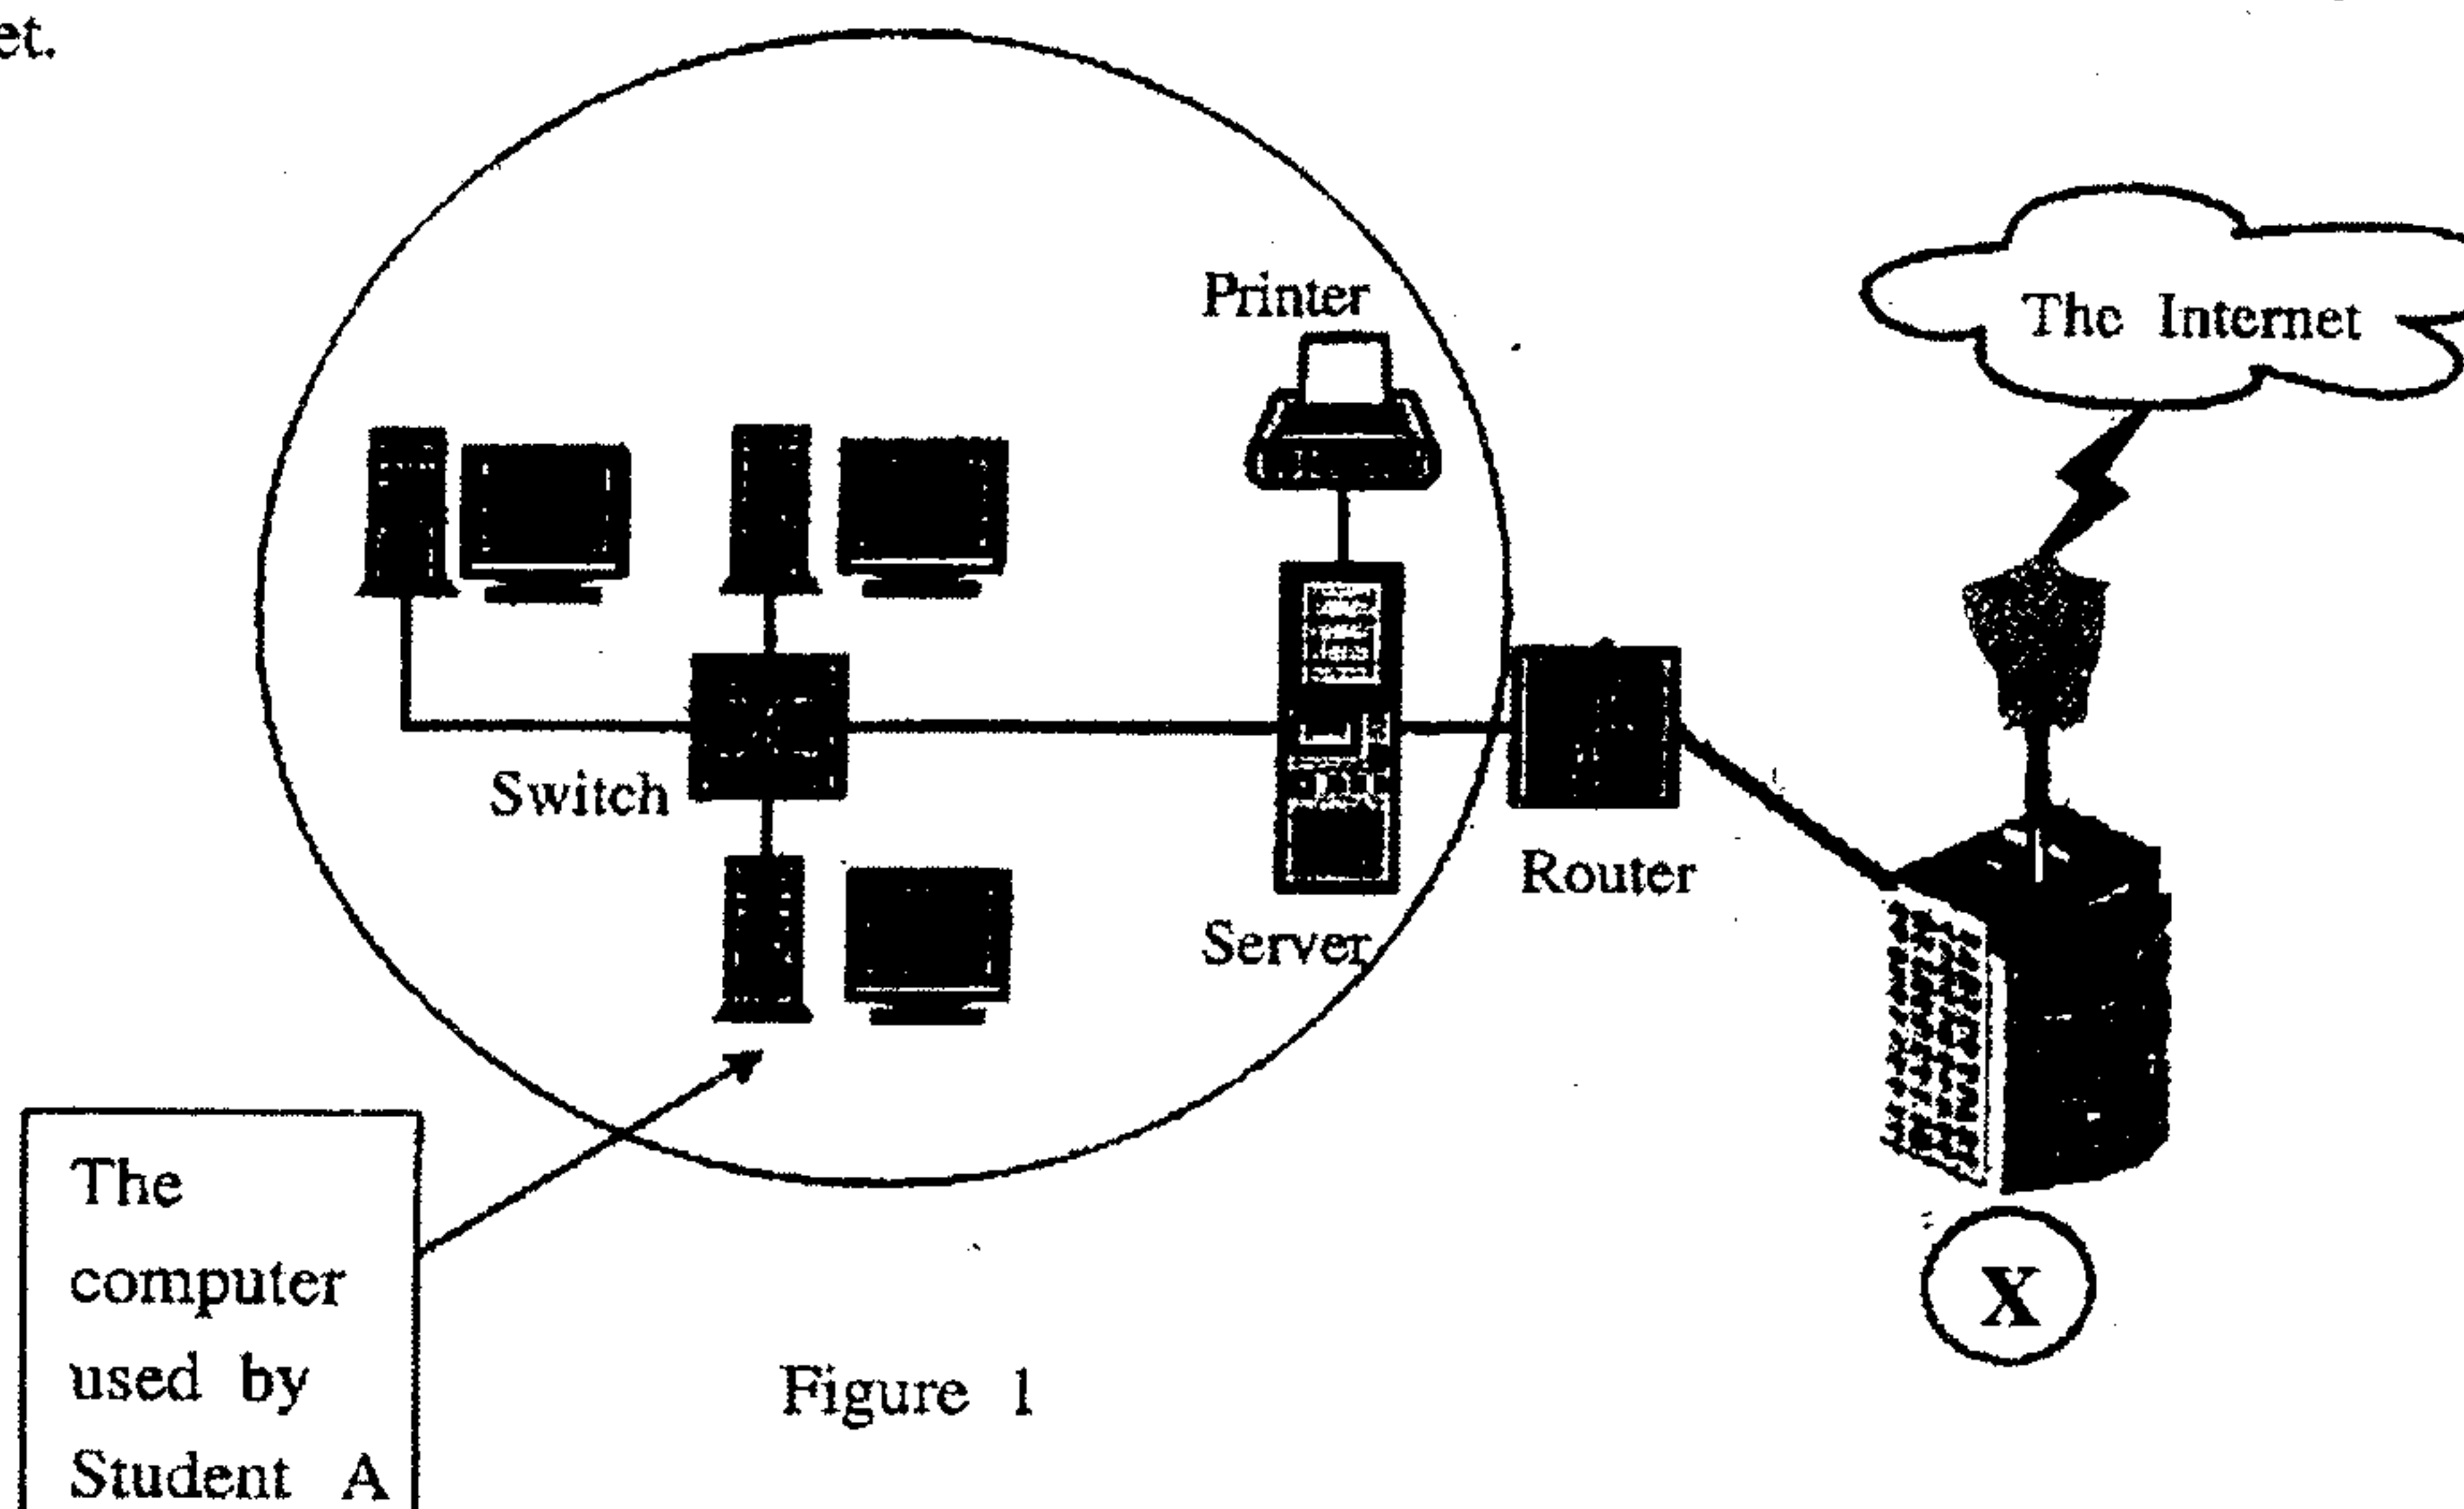 et.
Printer
The Internet
Switch
Router
Server
The
computer
used by
Student A
X
Figure 1